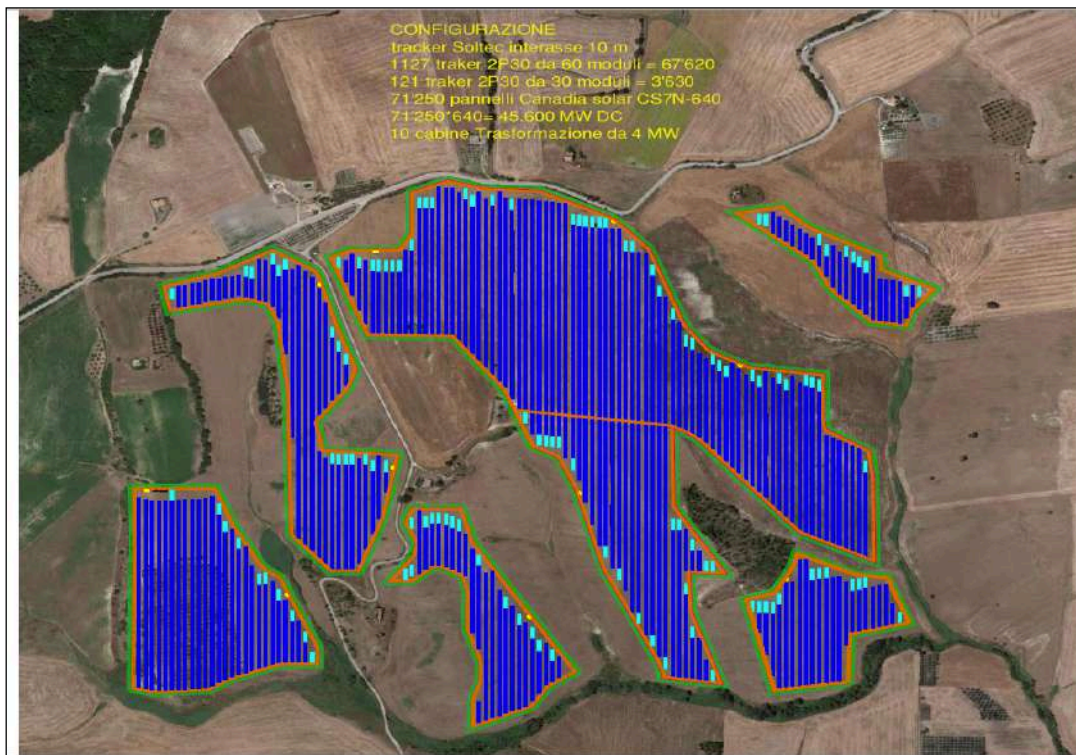 CONFIGURAZIONE
tracker Soltec interasse 10 m
1127 traker 2P30 da 60 moduli = 67'620
121 traker 2P30 da 30 moduli = 3'630
71'250 pannelli Canadia solar CS7N-640
71'250*640= 45.600 MW DC
10 cabine Trasformazione da 4 MW